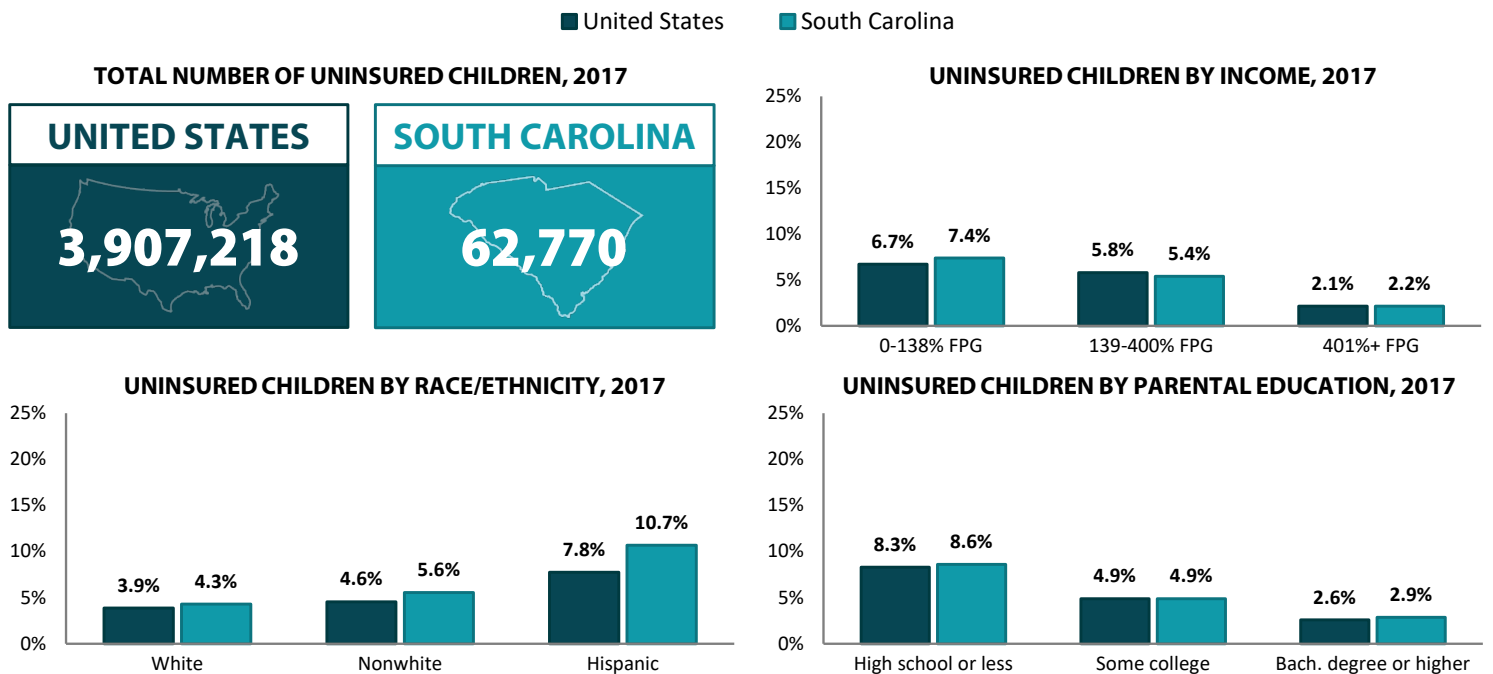 United States South Carolina
TOTAL NUMBER OF UNINSURED CHILDREN, 2017
UNITED STATES
3,907,218
SOUTH CAROLINA
62,770
UNINSURED CHILDREN BY INCOME, 2017
25%
20%
15%
10%
5%
0%
6.7% 7.4% 5.8% 5.4% 2.1% 2.2%
0-138% FPG 139-400% FPG 401%+ FPG
UNINSURED CHILDREN BY RACE/ETHNICITY, 2017
25%
20%
15%
10%
5%
0%
3.9% 4.3% 4.6% 5.6% 7.8% 10.7%
White Nonwhite Hispanic
UNINSURED CHILDREN BY PARENTAL EDUCATION, 2017
25%
20%
15%
10%
5%
0%
8.3% 8.6% 4.9% 4.9% 2.6% 2.9%
High school or less Some college Bach. degree or higher